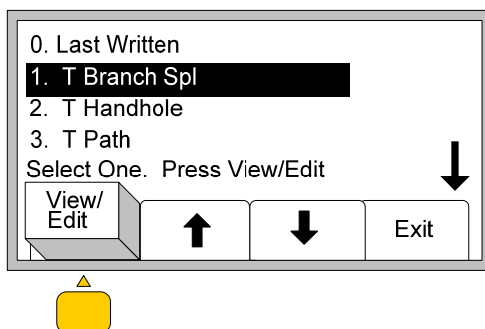 0. Last Written
1. T Branch Spl
2. T Handhole
3. T Path
Select One. Press View/Edit
View/
Edit
Exit